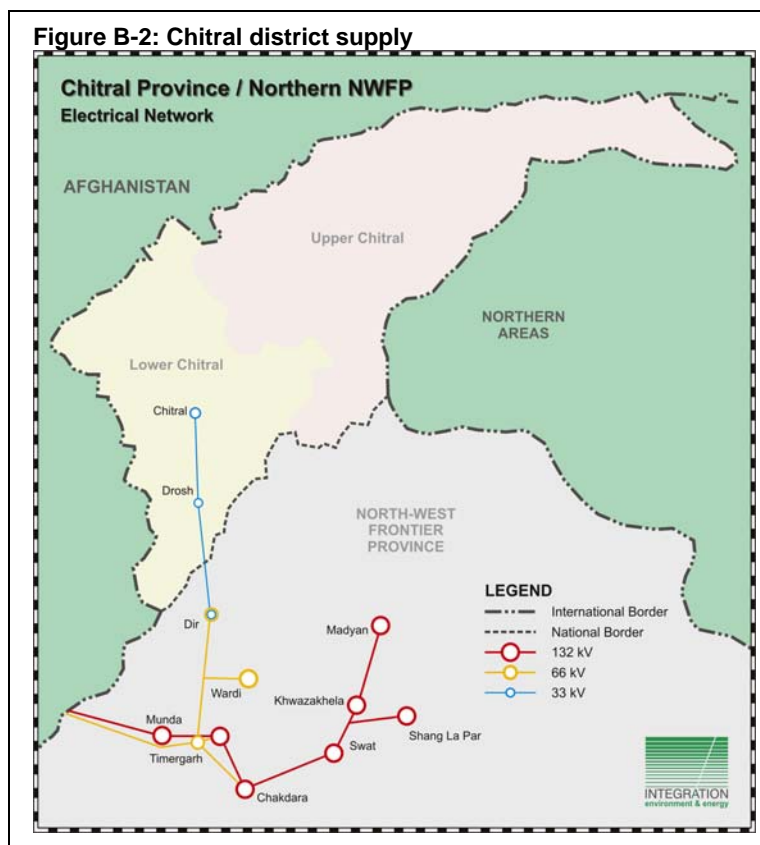 Figure B-2: Chitral district supply
Chitral Province / Northern NWFP
Electrical Network
AFGHANISTAN
Upper Chitral
NORTHERN
AREAS
Lower Chitral
Chitral
Drosh
NORTH-WEST
FRONTIER
PROVINCE
LEGEND
International Border
National Border
132 kV
66 kV
33 kV
Dir
Madyan
Wardi
Khwazakhela
Munda
Shang La Par
Timergarh
Swat
Chakdara
INTEGRATION
environment & energy